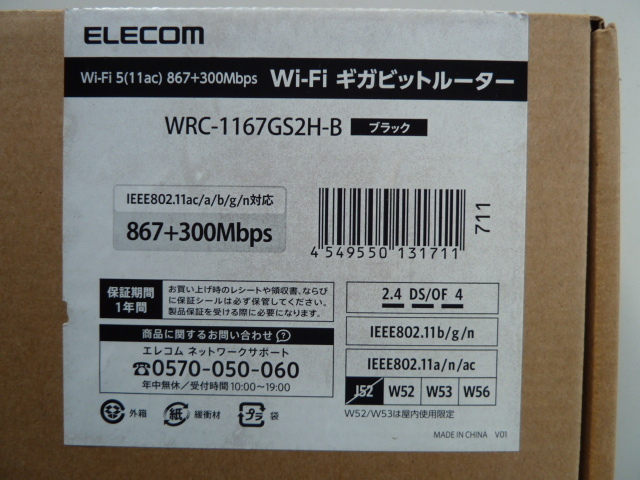 ELECOM
Wi-Fi 5(11ac) 867+300Mbps Wi-Fi ギガビットルーター
WRC-1167GS2H-B ブラック
IEEE802.11ac/a/b/g/n対応
867+300Mbps
4 549550 131711
711
保証期間
1年間
お買い上げ時のレシートや領収書、ならび
に保証シールは必ず保管してください。
製品保証を受ける際に必要になります。
商品に関するお問い合わせ ?
エレコム ネットワークサポート
☎0570-050-060
年中無休/受付時間10:00~19:00
外箱 紙 緩衝材 プラ 袋
2.4 DS/OF 4
IEEE802.11b/g/n
IEEE802.11a/n/ac
J52 W52 W53 W56
W52/W53は屋内使用限定
MADE IN CHINA V01